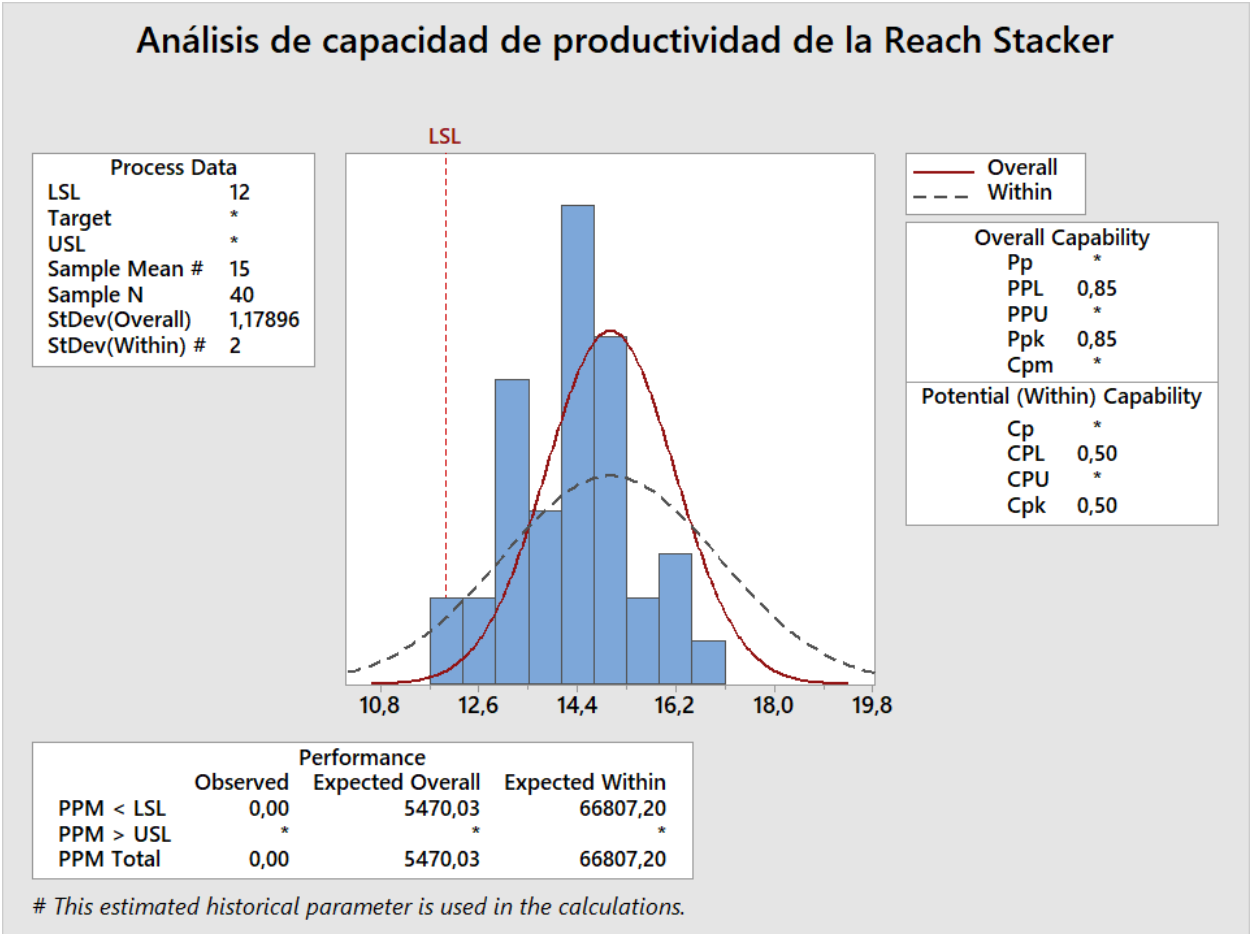 Análisis de capacidad de productividad de la Reach Stacker
LSL
Process Data
LSL 12
Target *
USL *
Sample Mean # 15
Sample N 40
StDev(Overall) 1,17896
StDev(Within) # 2
Overall
Within
Overall Capability
Pp *
PPL 0,85
PPU *
Ppk 0,85
Cpm *
Potential (Within) Capability
Cp *
CPL 0,50
CPU *
Cpk 0,50
10,8 12,6 14,4 16,2 18,0 19,8
Performance
Observed Expected Overall Expected Within
PPM < LSL 0,00 5470,03 66807,20
PPM > USL * * *
PPM Total 0,00 5470,03 66807,20
# This estimated historical parameter is used in the calculations.